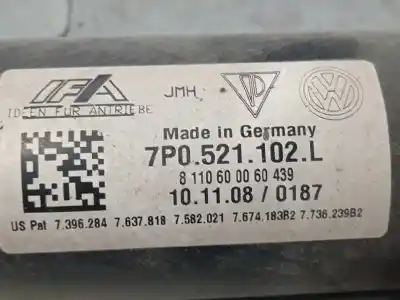 IFA
IDEEN FÜR ANTRIEBE
JMH
Made in Germany
7P0.521.102.L
8 110 60 00 60 439
10.11.08 / 0187
US Pat 7.396.284 7.637.818 7.582.021 7.674.183B2 7.736.239B2